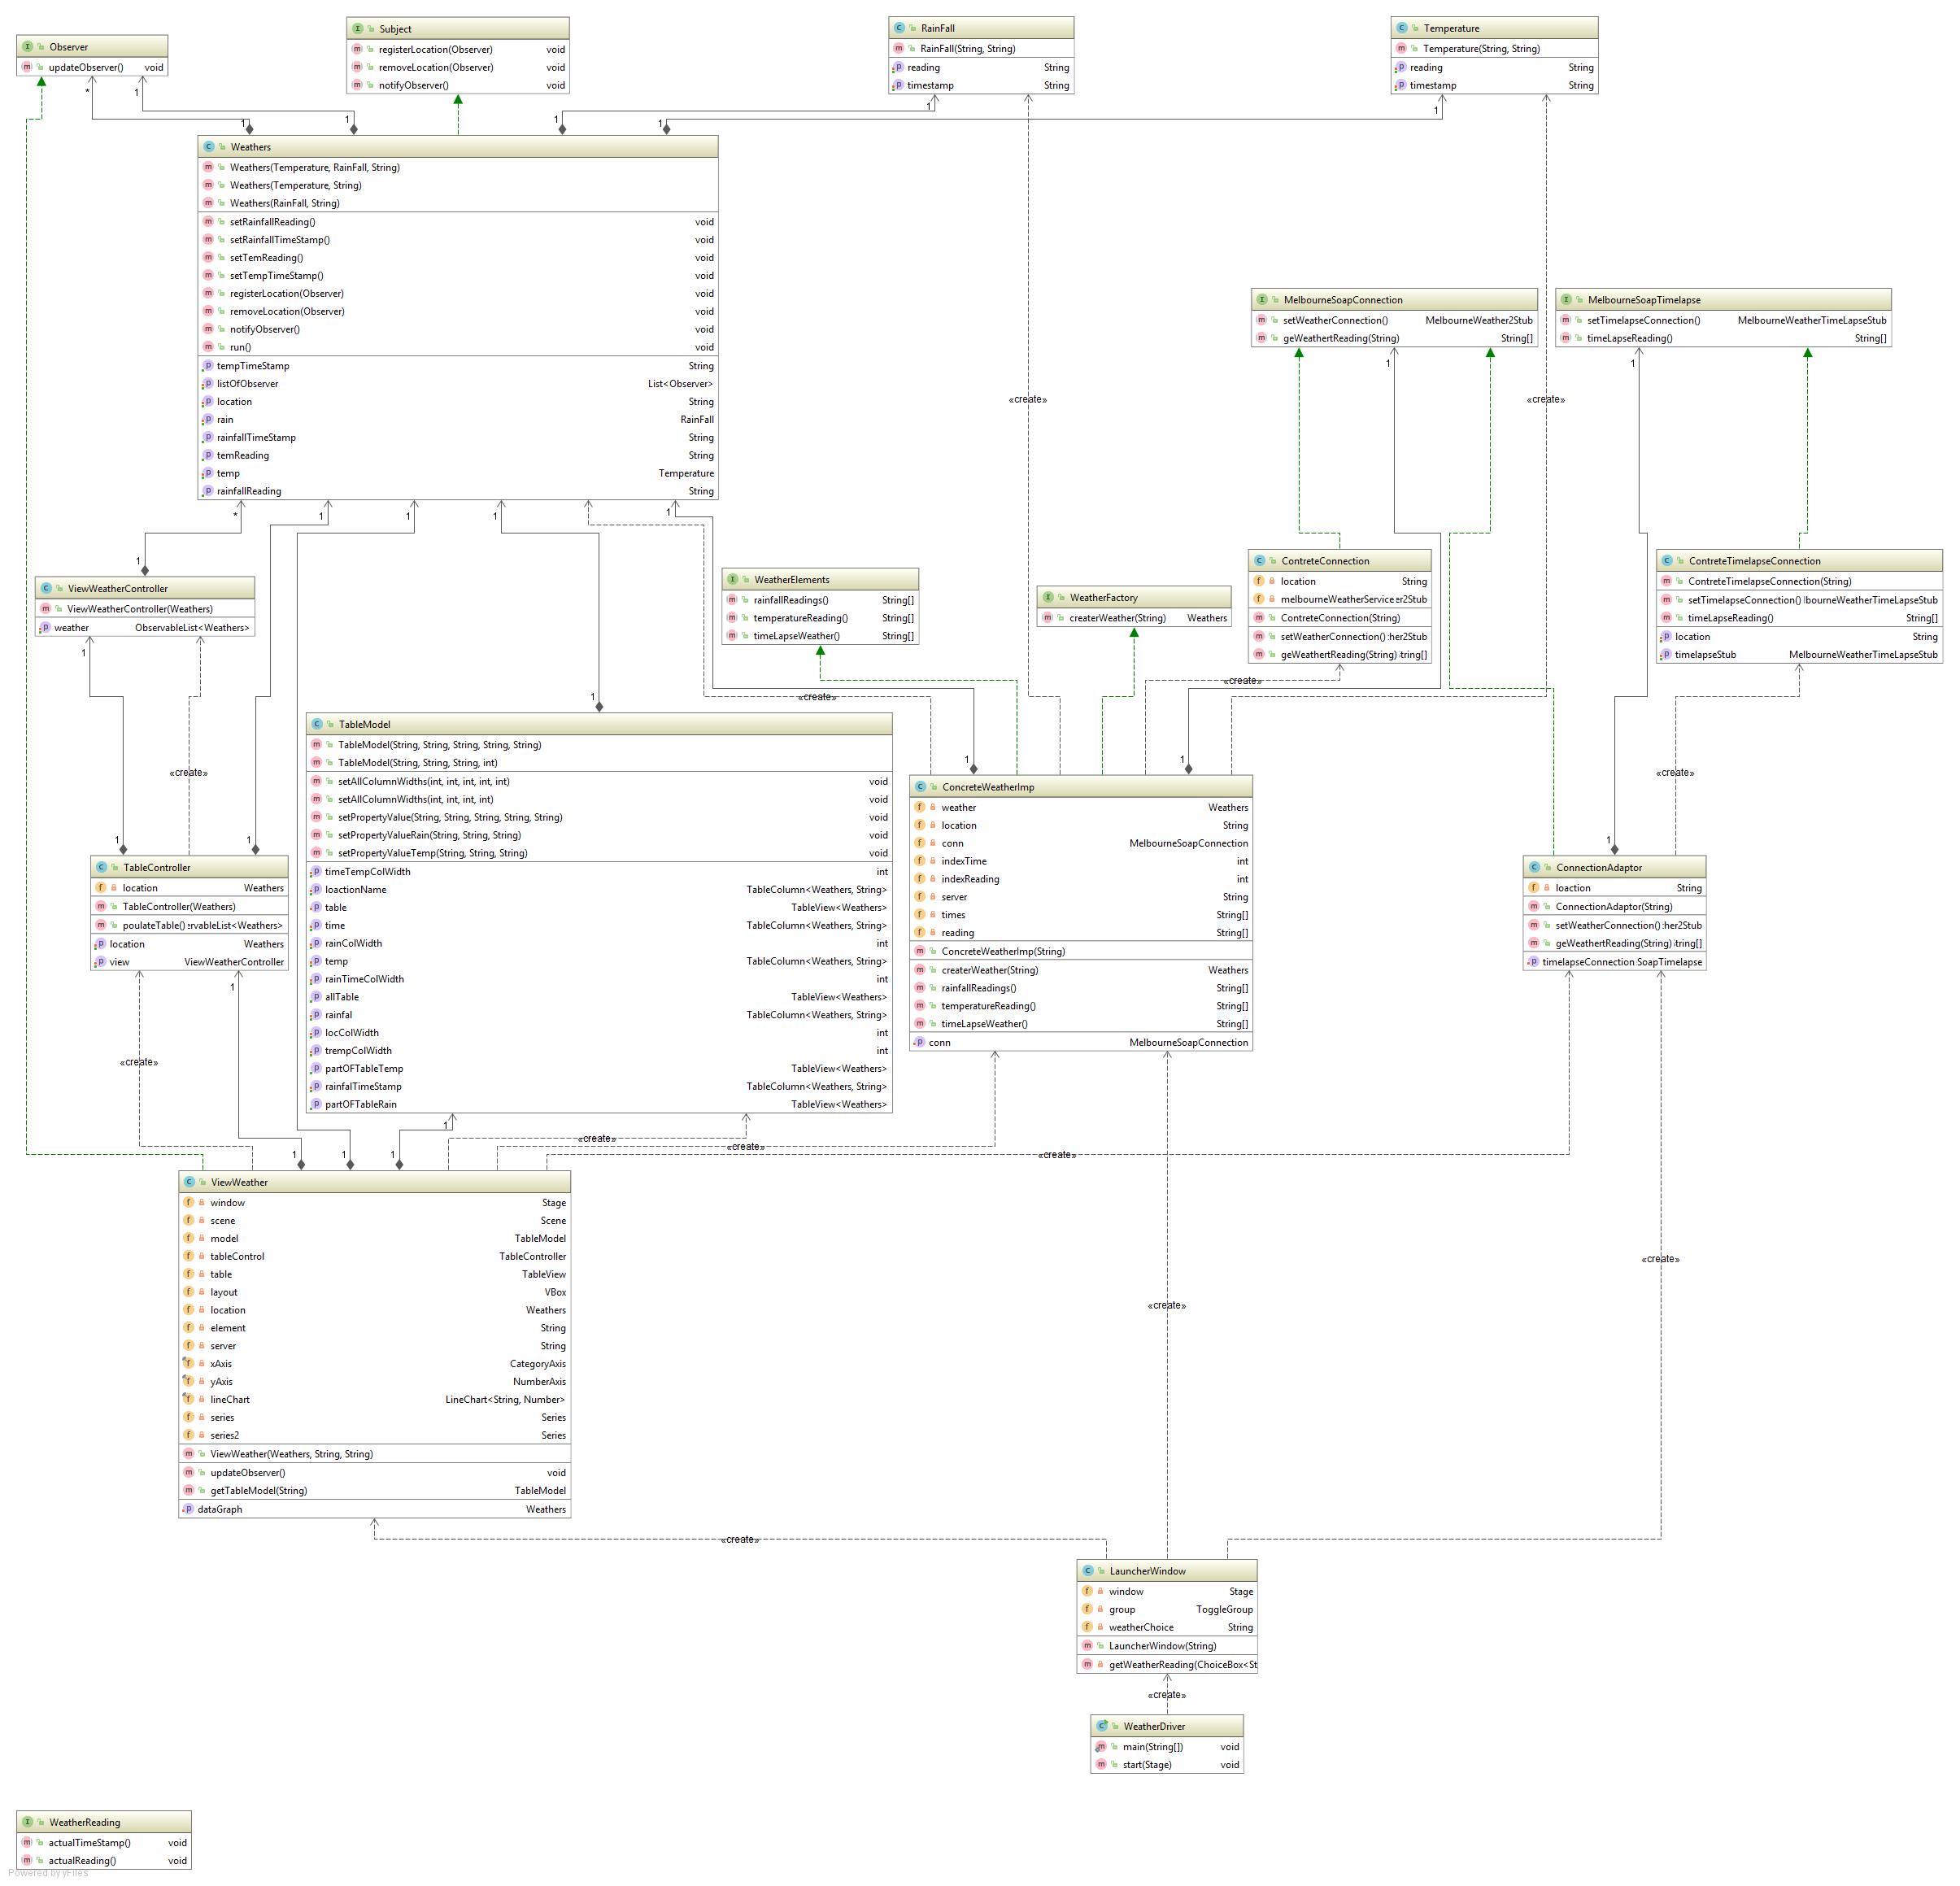 Observer
updateObserver() void
Subject
registerLocation(Observer) void
removeLocation(Observer) void
notifyObserver() void
RainFall
RainFall(String, String)
reading String
timestamp String
Temperature
Temperature(String, String)
reading String
timestamp String
* 1 1 1
1 1 1 1
Weathers
Weathers(Temperature, RainFall, String)
Weathers(Temperature, String)
Weathers(RainFall, String)
setRainfallReading() void
setRainfallTimeStamp() void
setTemReading() void
setTempTimeStamp() void
registerLocation(Observer) void
removeLocation(Observer) void
notifyObserver() void
run() void
tempTimeStamp String
listOfObserver List<Observer>
location String
rain RainFall
rainfallTimeStamp String
temReading String
temp Temperature
rainfallReading String
MelbourneSoapConnection
setWeatherConnection() MelbourneWeather2Stub
geWeathertReading(String) String[]
MelbourneSoapTimelapse
setTimelapseConnection() MelbourneWeatherTimeLapseStub
timeLapseReading() String[]
1 1
«create» «create»
* 1 1 1 1
1
ViewWeatherController
ViewWeatherController(Weathers)
weather ObservableList<Weathers>
WeatherElements
rainfallReadings() String[]
temperatureReading() String[]
timeLapseWeather() String[]
WeatherFactory
createrWeather(String) Weathers
ContreteConnection
location String
melbourneWeatherService er2Stub
ContreteConnection(String)
setWeatherConnection() :her2Stub
geWeathertReading(String) :tring[]
ContreteTimelapseConnection
ContreteTimelapseConnection(String)
setTimelapseConnection() lbourneWeatherTimeLapseStub
timeLapseReading() String[]
location String
timelapseStub MelbourneWeatherTimeLapseStub
1
«create»
«create»
1
TableModel
TableModel(String, String, String, String, String)
TableModel(String, String, String, int)
setAllColumnWidths(int, int, int, int, int) void
setAllColumnWidths(int, int, int, int) void
setPropertyValue(String, String, String, String, String) void
setPropertyValueRain(String, String, String) void
setPropertyValueTemp(String, String, String) void
timeTempColWidth int
loactionName TableColumn<Weathers, String>
table TableView<Weathers>
time TableColumn<Weathers, String>
rainColWidth int
temp TableColumn<Weathers, String>
rainTimeColWidth int
allTable TableView<Weathers>
rainfal TableColumn<Weathers, String>
locColWidth int
trempColWidth int
partOFTableTemp TableView<Weathers>
rainfalTimeStamp TableColumn<Weathers, String>
partOFTableRain TableView<Weathers>
«create»
«create»
1 1
1 1
1
TableController
location Weathers
TableController(Weathers)
poulateTable() :rvableList<Weathers>
location Weathers
view ViewWeatherController
ConcreteWeatherImp
weather Weathers
location String
conn MelbourneSoapConnection
indexTime int
indexReading int
server String
times String[]
reading String[]
ConcreteWeatherImp(String)
createrWeather(String) Weathers
rainfallReadings() String[]
temperatureReading() String[]
timeLapseWeather() String[]
conn MelbourneSoapConnection
ConnectionAdaptor
loaction String
ConnectionAdaptor(String)
setWeatherConnection() :her2Stub
geWeathertReading(String) :tring[]
timelapseConnection :SoapTimelapse
1
«create»
1
«create»
«create»
«create»
1 1 1
ViewWeather
window Stage
scene Scene
model TableModel
tableControl TableController
table TableView
layout VBox
location Weathers
element String
server String
xAxis CategoryAxis
yAxis NumberAxis
lineChart LineChart<String, Number>
series Series
series2 Series
ViewWeather(Weathers, String, String)
updateObserver() void
getTableModel(String) TableModel
dataGraph Weathers
«create»
«create»
«create»
LauncherWindow
window Stage
group ToggleGroup
weatherChoice String
LauncherWindow(String)
getWeatherReading(ChoiceBox<St
«create»
WeatherDriver
main(String[]) void
start(Stage) void
WeatherReading
actualTimeStamp() void
actualReading() void
Powered by yFiles